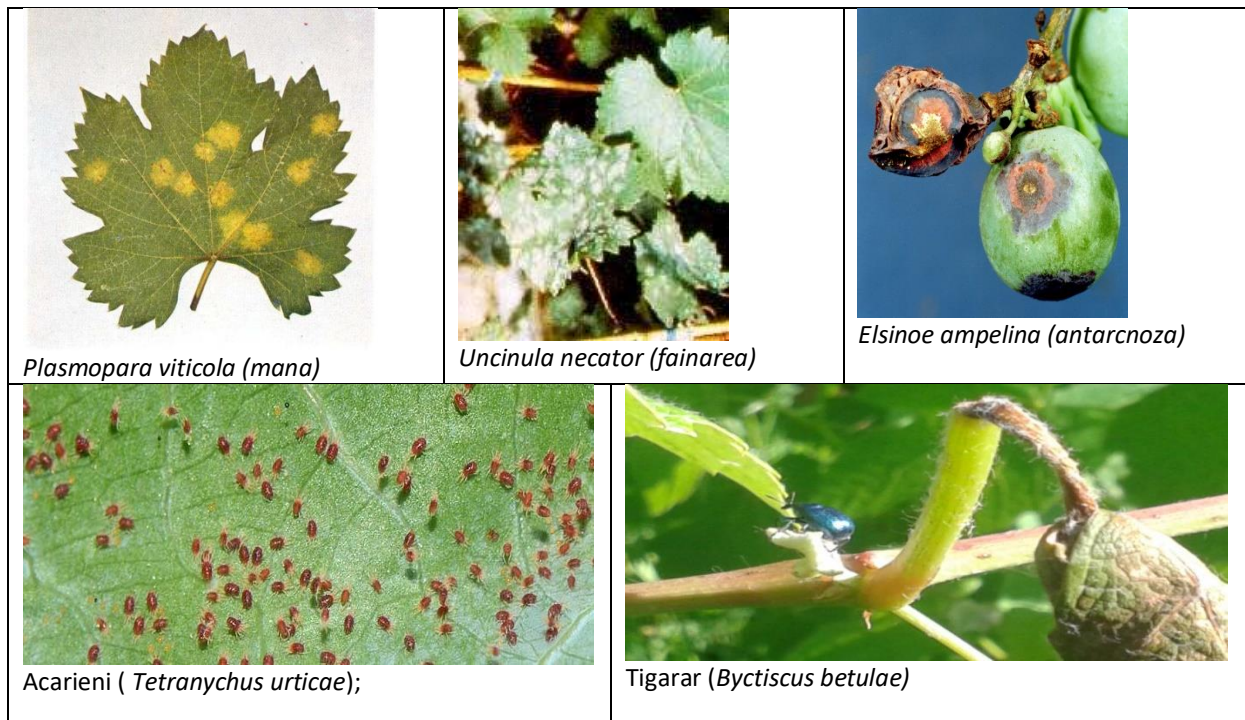 Plasmopara viticola (mana)
Uncinula necator (fainarea)
Elsinoe ampelina (antarcnoza)
Acarieni ( Tetranychus urticae);
Tigarar (Byctiscus betulae)